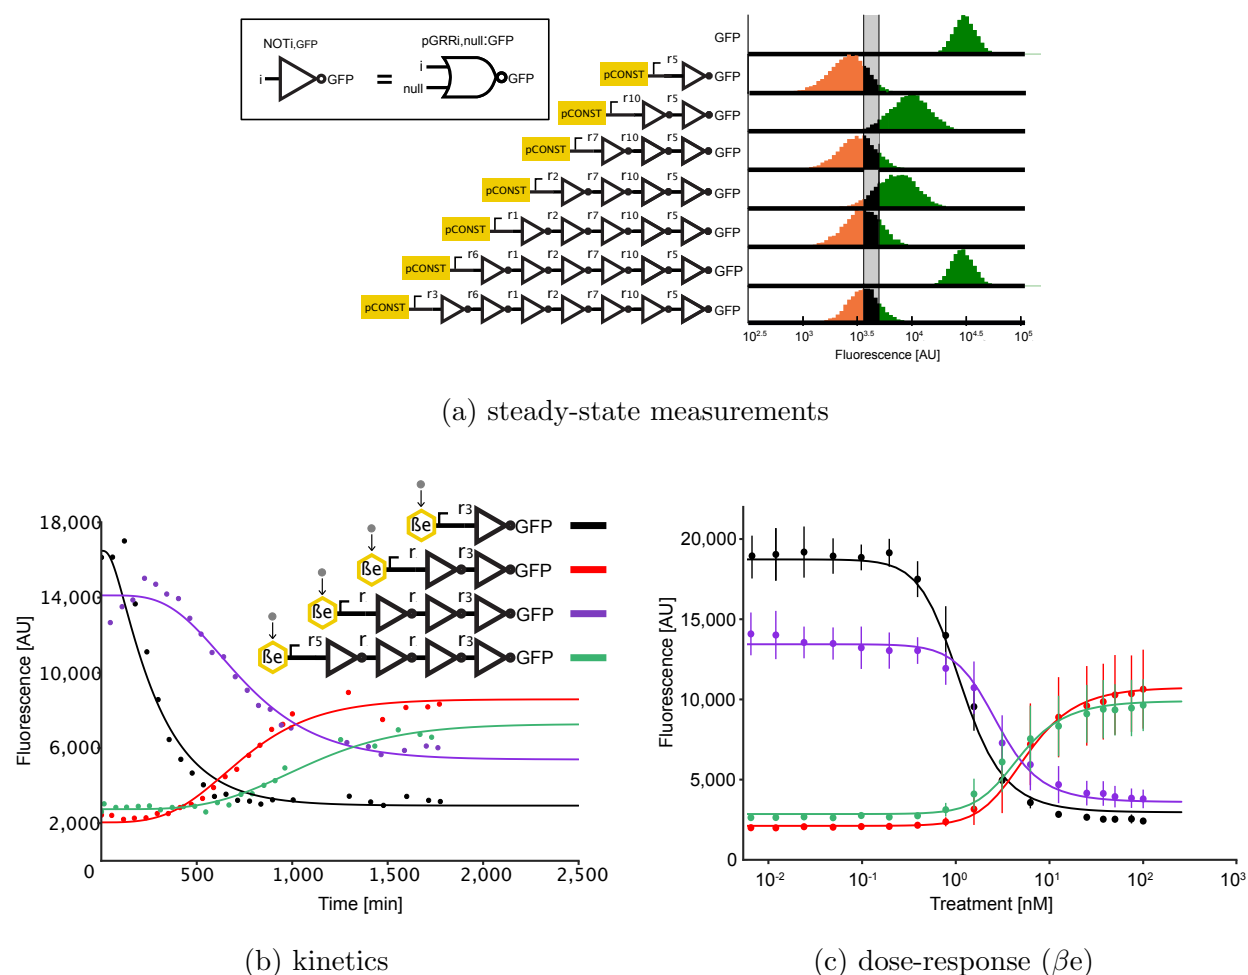 NOTi,GFP
i GFP
=
pGRRi,null:GFP
i
null
GFP
GFP
pCONST r5 GFP
pCONST r10 r5 GFP
pCONST r7 r10 r5 GFP
pCONST r2 r7 r10 r5 GFP
pCONST r1 r2 r7 r10 r5 GFP
pCONST r6 r1 r2 r7 r10 r5 GFP
pCONST r3 r6 r1 r2 r7 r10 r5 GFP
10^2.5 10^3 10^3.5 10^4 10^4.5 10^5
Fluorescence [AU]
(a) steady-state measurements
18,000
14,000
10,000
6,000
2,000
0 500 1,000 1,500 2,000 2,500
Fluorescence [AU]
Time [min]
ße r3 GFP
ße r r3 GFP
ße r r r3 GFP
ße r5 r r r3 GFP
(b) kinetics
20,000
15,000
10,000
5,000
0
Fluorescence [AU]
10^-2 10^-1 10^0 10^1 10^2 10^3
Treatment [nM]
(c) dose-response (βe)